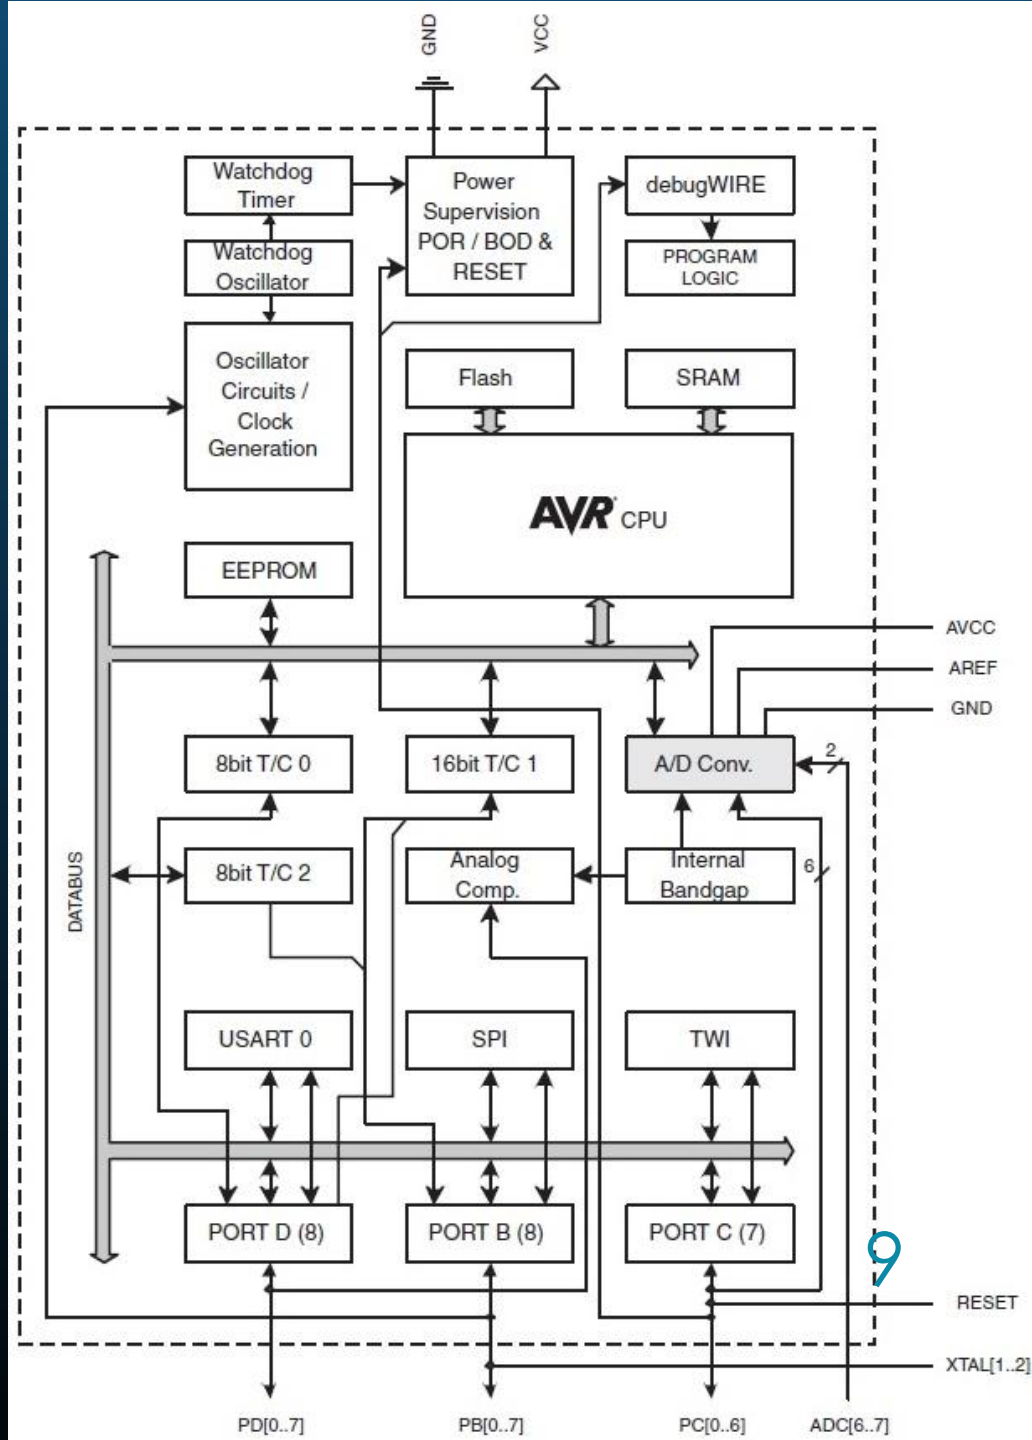 GND
VCC
Watchdog
Timer
Power
Supervision
POR / BOD &
RESET
debugWIRE
Watchdog
Oscillator
PROGRAM
LOGIC
Oscillator
Circuits /
Clock
Generation
Flash
SRAM
AVR CPU
EEPROM
AVCC
AREF
GND
8bit T/C 0
16bit T/C 1
A/D Conv.
2
DATABUS
8bit T/C 2
Analog
Comp.
Internal
Bandgap
6
USART 0
SPI
TWI
PORT D (8)
PORT B (8)
PORT C (7)
9
RESET
XTAL[1..2]
PD[0..7]
PB[0..7]
PC[0..6]
ADC[6..7]